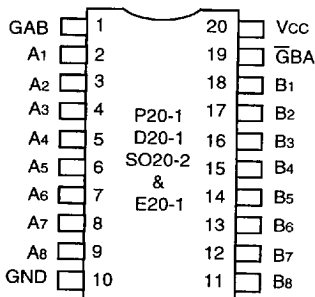 GAB 1 20 Vcc
A1 2 19 G̅BA
A2 3 18 B1
A3 4 17 B2
P20-1
A4 5 16 B3
D20-1
A5 6 15 B4
SO20-2
A6 7 14 B5
&
E20-1
A7 8 13 B6
A8 9 12 B7
GND 10 11 B8